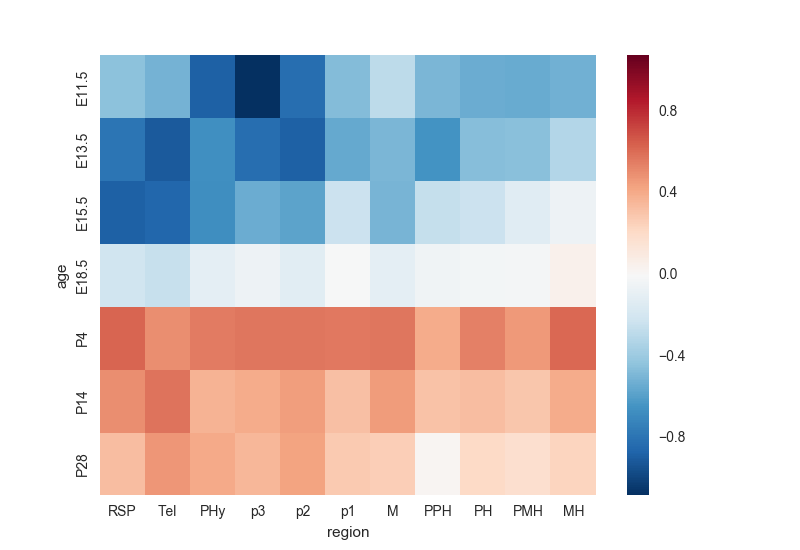 age
E11.5
E13.5
E15.5
E18.5
P4
P14
P28
RSP Tel PHy p3 p2 p1 M PPH PH PMH MH
region
0.8
0.4
0.0
−0.4
−0.8